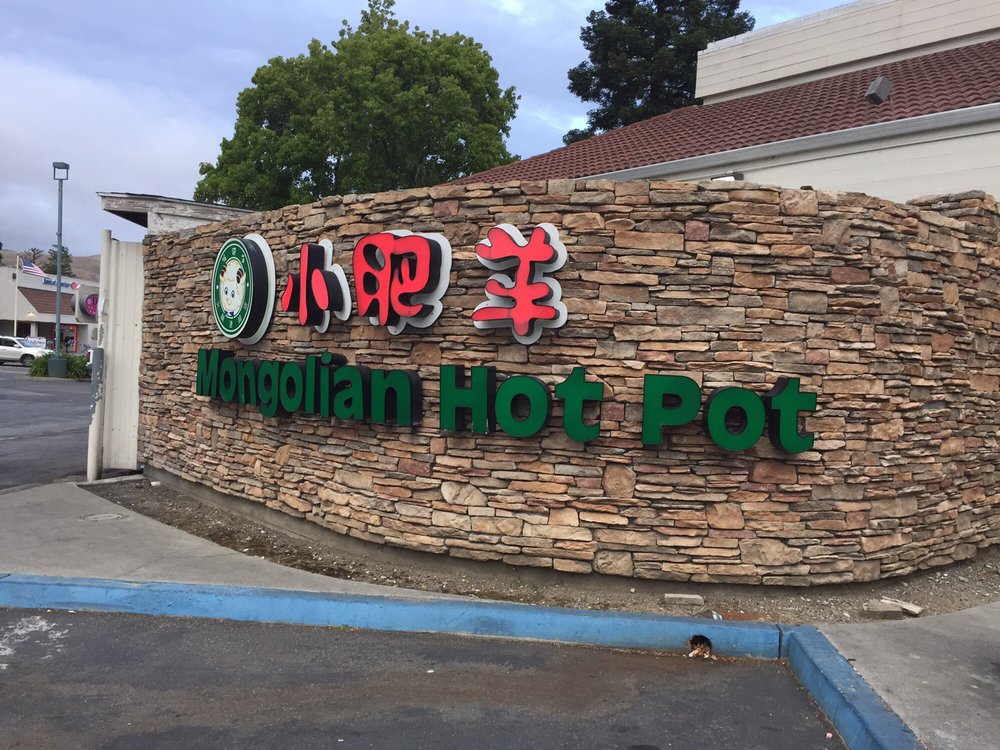 小肥羊
Mongolian Hot Pot